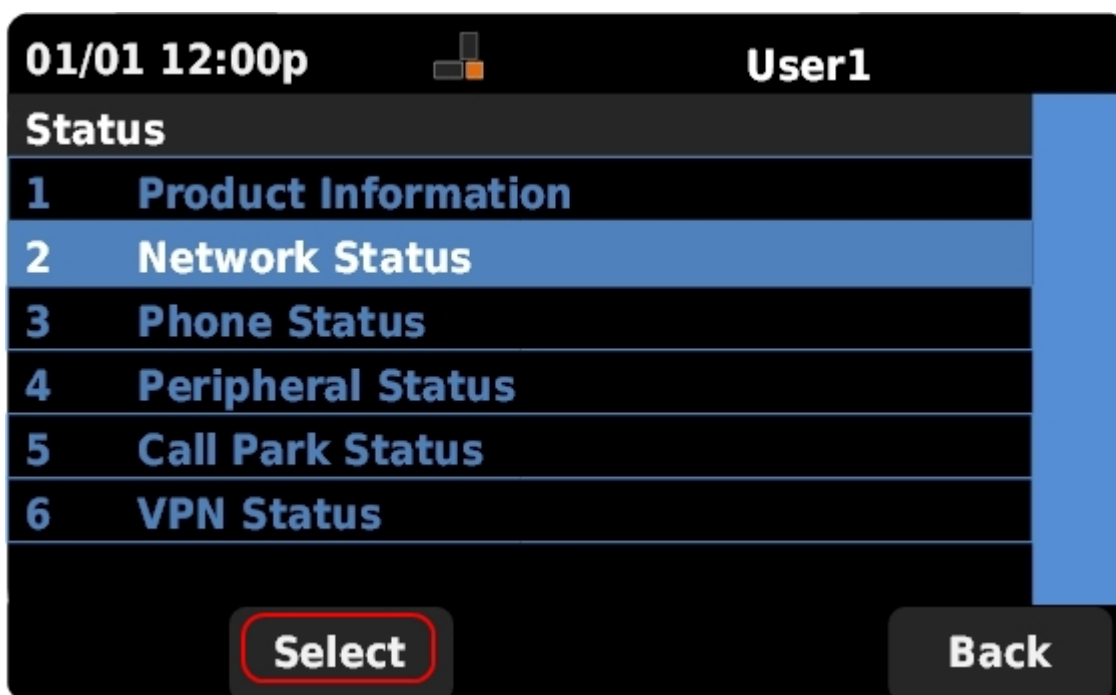 01/01 12:00p User1
Status
1 Product Information
2 Network Status
3 Phone Status
4 Peripheral Status
5 Call Park Status
6 VPN Status
Select Back